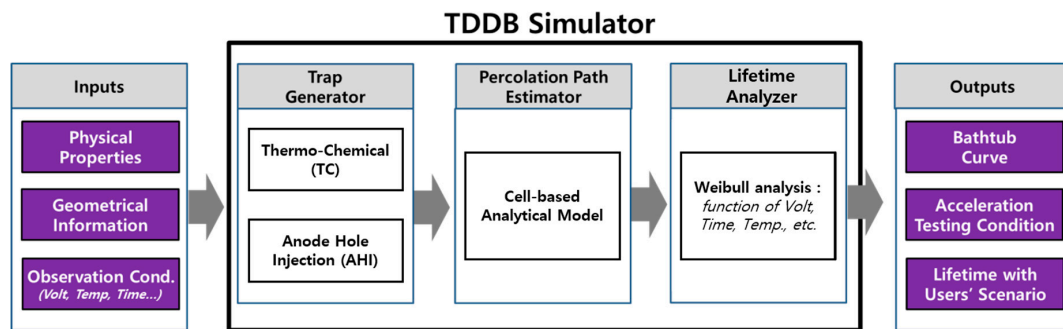 TDDB Simulator
Inputs
Physical
Properties
Geometrical
Information
Observation Cond.
(Volt, Temp, Time...)
Trap
Generator
Thermo-Chemical
(TC)
Anode Hole
Injection (AHI)
Percolation Path
Estimator
Cell-based
Analytical Model
Lifetime
Analyzer
Weibull analysis :
function of Volt,
Time, Temp., etc.
Outputs
Bathtub
Curve
Acceleration
Testing Condition
Lifetime with
Users' Scenario